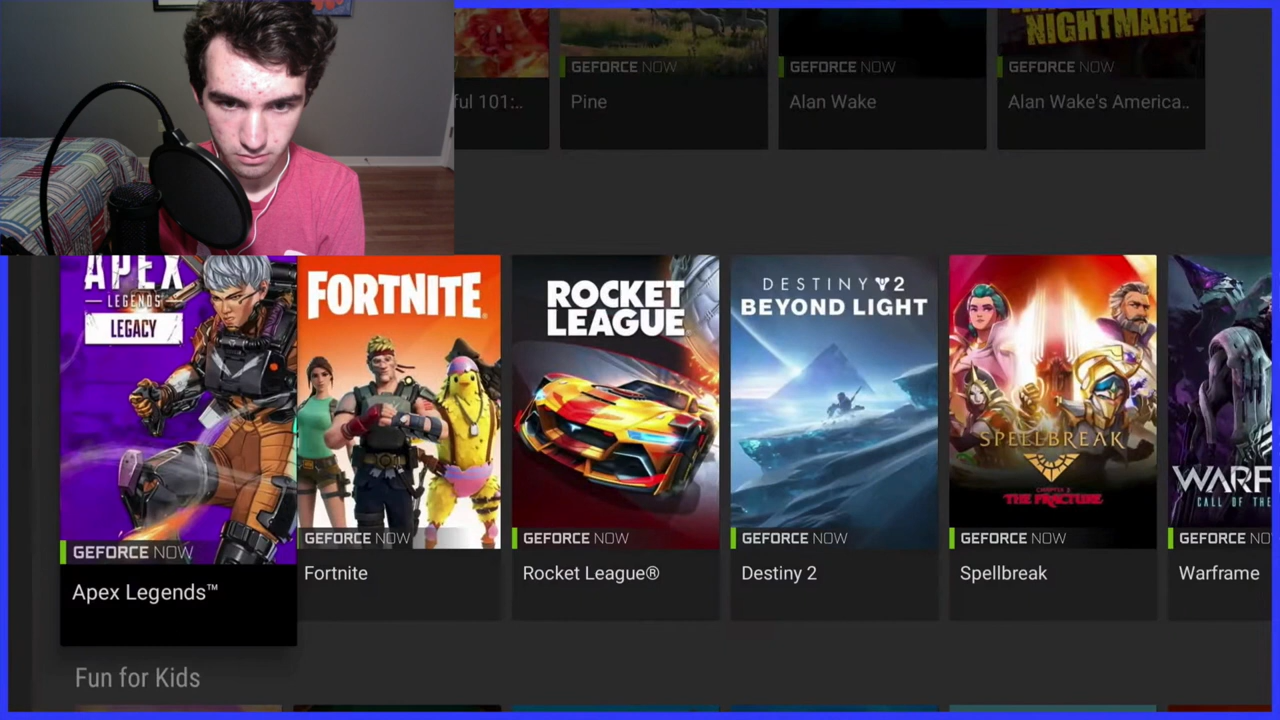 NIGHTMARE
GEFORCE NOW
GEFORCE NOW
GEFORCE NOW
ful 101:..
Pine
Alan Wake
Alan Wake's America..
APEX
LEGENDS
LEGACY
FORTNITE
ROCKET
LEAGUE
DESTINY 2
BEYOND LIGHT
SPELLBREAK
THE FRACTURE
WARF
CALL OF THE
GEFORCE NOW
GEFORCE NOW
GEFORCE NOW
GEFORCE NOW
GEFORCE NOW
GEFORCE NO
Apex Legends™
Fortnite
Rocket League®
Destiny 2
Spellbreak
Warframe
Fun for Kids